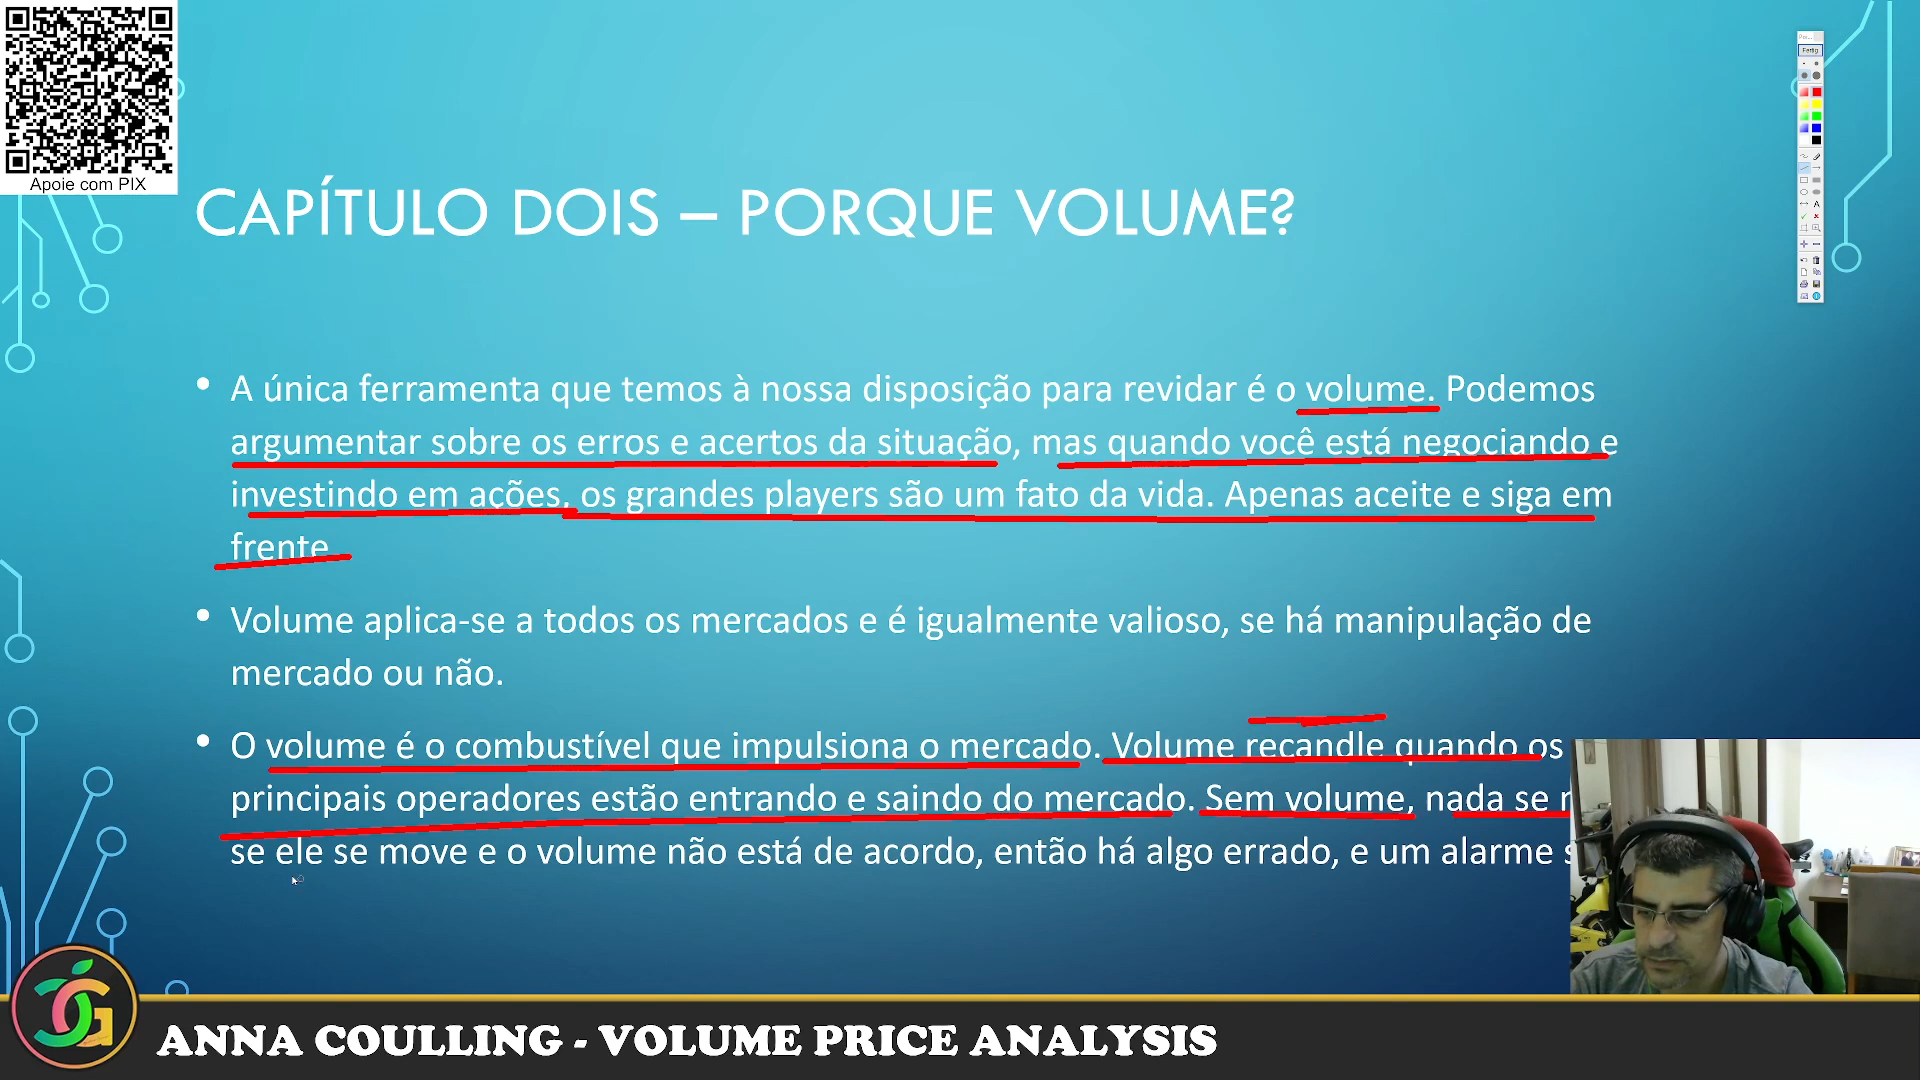 Apoie com PIX
CAPÍTULO DOIS – PORQUE VOLUME?
• A única ferramenta que temos à nossa disposição para revidar é o volume. Podemos
argumentar sobre os erros e acertos da situação, mas quando você está negociando e
investindo em ações, os grandes players são um fato da vida. Apenas aceite e siga em
frente
• Volume aplica-se a todos os mercados e é igualmente valioso, se há manipulação de
mercado ou não.
• O volume é o combustível que impulsiona o mercado. Volume recandle quando os
principais operadores estão entrando e saindo do mercado. Sem volume, nada se
se ele se move e o volume não está de acordo, então há algo errado, e um alarme
Fertig
A
ANNA COULLING - VOLUME PRICE ANALYSIS